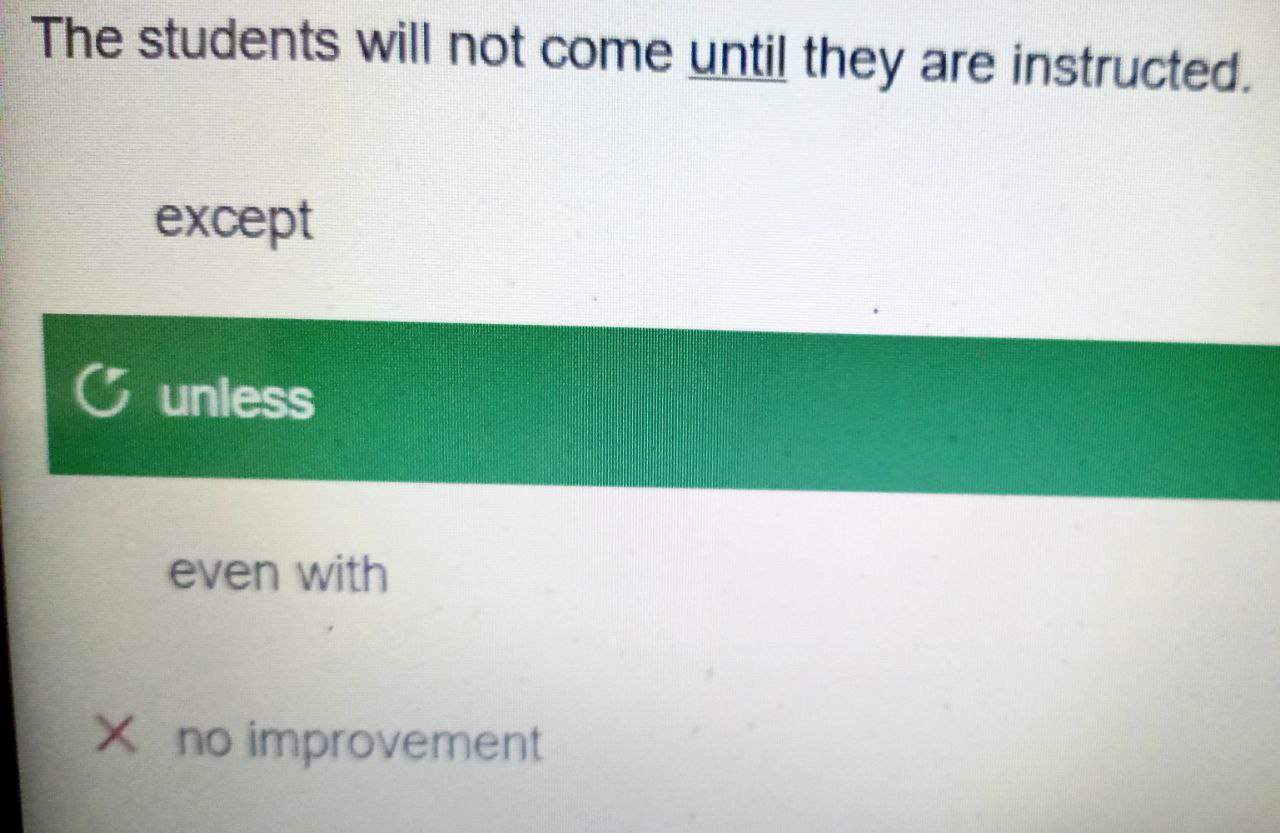 The students will not come until they are instructed.
except
unless
even with
no improvement